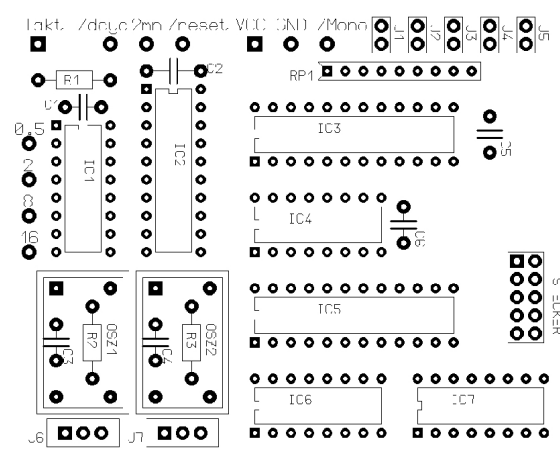 Takt /dcyc 2mn /reset VCC GND /Mono
J1
J2
J3
J4
J5
C2
RP1
R1
C1
0.5
IC1
IC2
IC3
C5
2
8
16
IC4
C6
IC5
OSZ1
OSZ2
R2
R3
C3
C4
IC6
IC7
J6
J7